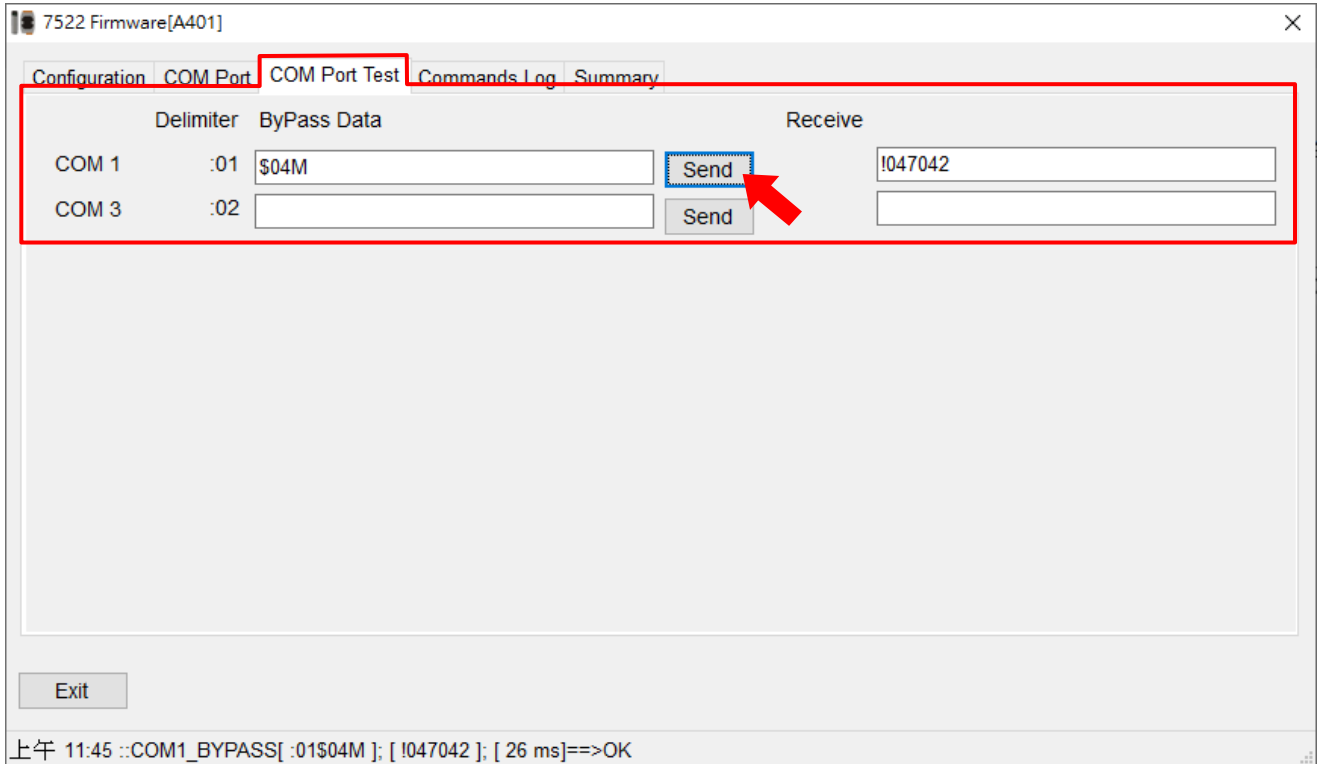 7522 Firmware[A401]
Configuration COM Port COM Port Test Commands Log Summary
Delimiter ByPass Data Receive
COM 1 :01 $04M Send !047042
COM 3 :02 Send
Exit
上午 11:45 ::COM1_BYPASS[ :01$04M ]; [ !047042 ]; [ 26 ms]==>OK